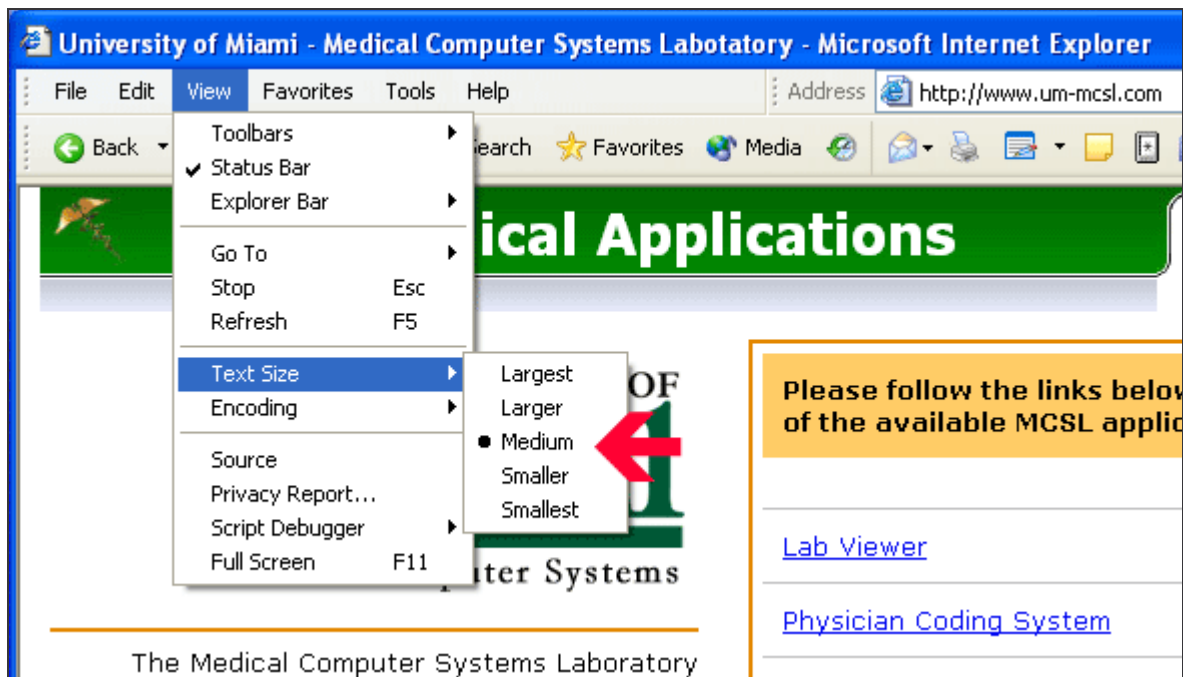 University of Miami - Medical Computer Systems Labotatory - Microsoft Internet Explorer
File Edit View Favorites Tools Help Address http://www.um-mcsl.com
Back Search Favorites Media
Toolbars
Status Bar
Explorer Bar
Go To
Stop Esc
Refresh F5
Text Size
Encoding
Source
Privacy Report...
Script Debugger
Full Screen F11
Largest
Larger
Medium
Smaller
Smallest
ical Applications
OF
uter Systems
The Medical Computer Systems Laboratory
Please follow the links below
of the available MCSL applic
Lab Viewer
Physician Coding System